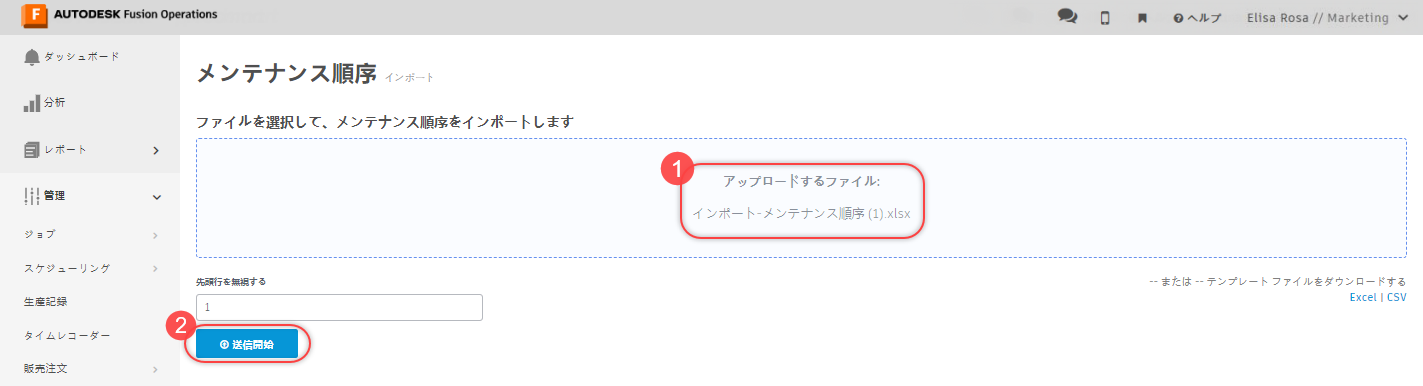 AUTODESK Fusion Operations
ヘルプ
Elisa Rosa // Marketing
ダッシュボード
分析
レポート
管理
ジョブ
スケジューリング
生産記録
タイムレコーダー
販売注文
メンテナンス順序 インポート
ファイルを選択して、メンテナンス順序をインポートします
1
アップロードするファイル:
インポート-メンテナンス順序 (1).xlsx
先頭行を無視する
1
-- または -- テンプレート ファイルをダウンロードする
Excel | CSV
2
送信開始